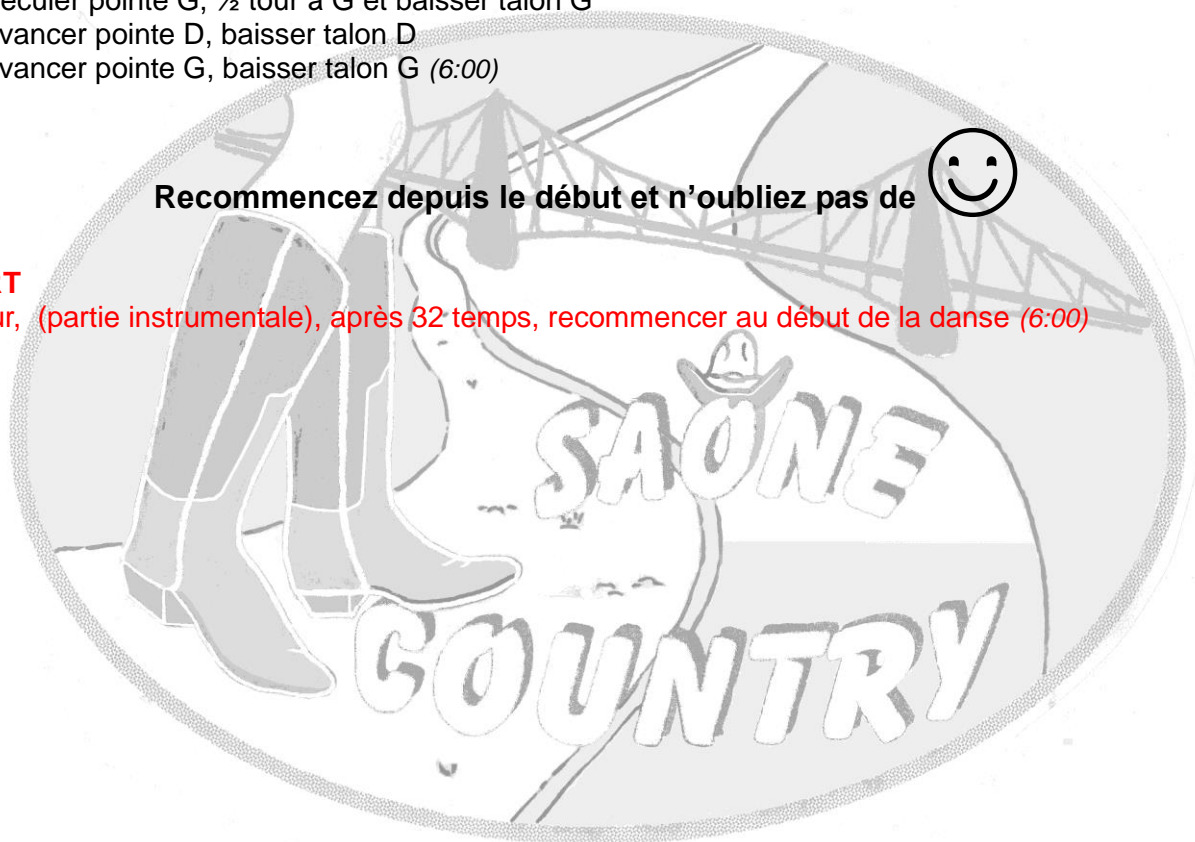 eculer pointe G, ½ tour à G et baisser talon G
vancer pointe D, baisser talon D
vancer pointe G, baisser talon G (6:00)
Recommencez depuis le début et n’oubliez pas de
RT
ur, (partie instrumentale), après 32 temps, recommencer au début de la danse (6:00)
SAONE
COUNTRY